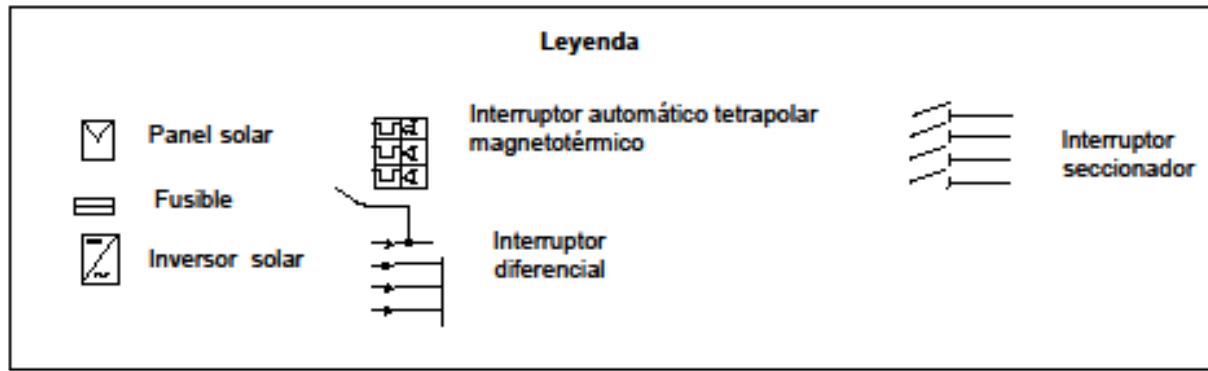 Leyenda
Panel solar
Fusible
Inversor solar
Interruptor automático tetrapolar
magnetotérmico
Interruptor
diferencial
Interruptor
seccionador